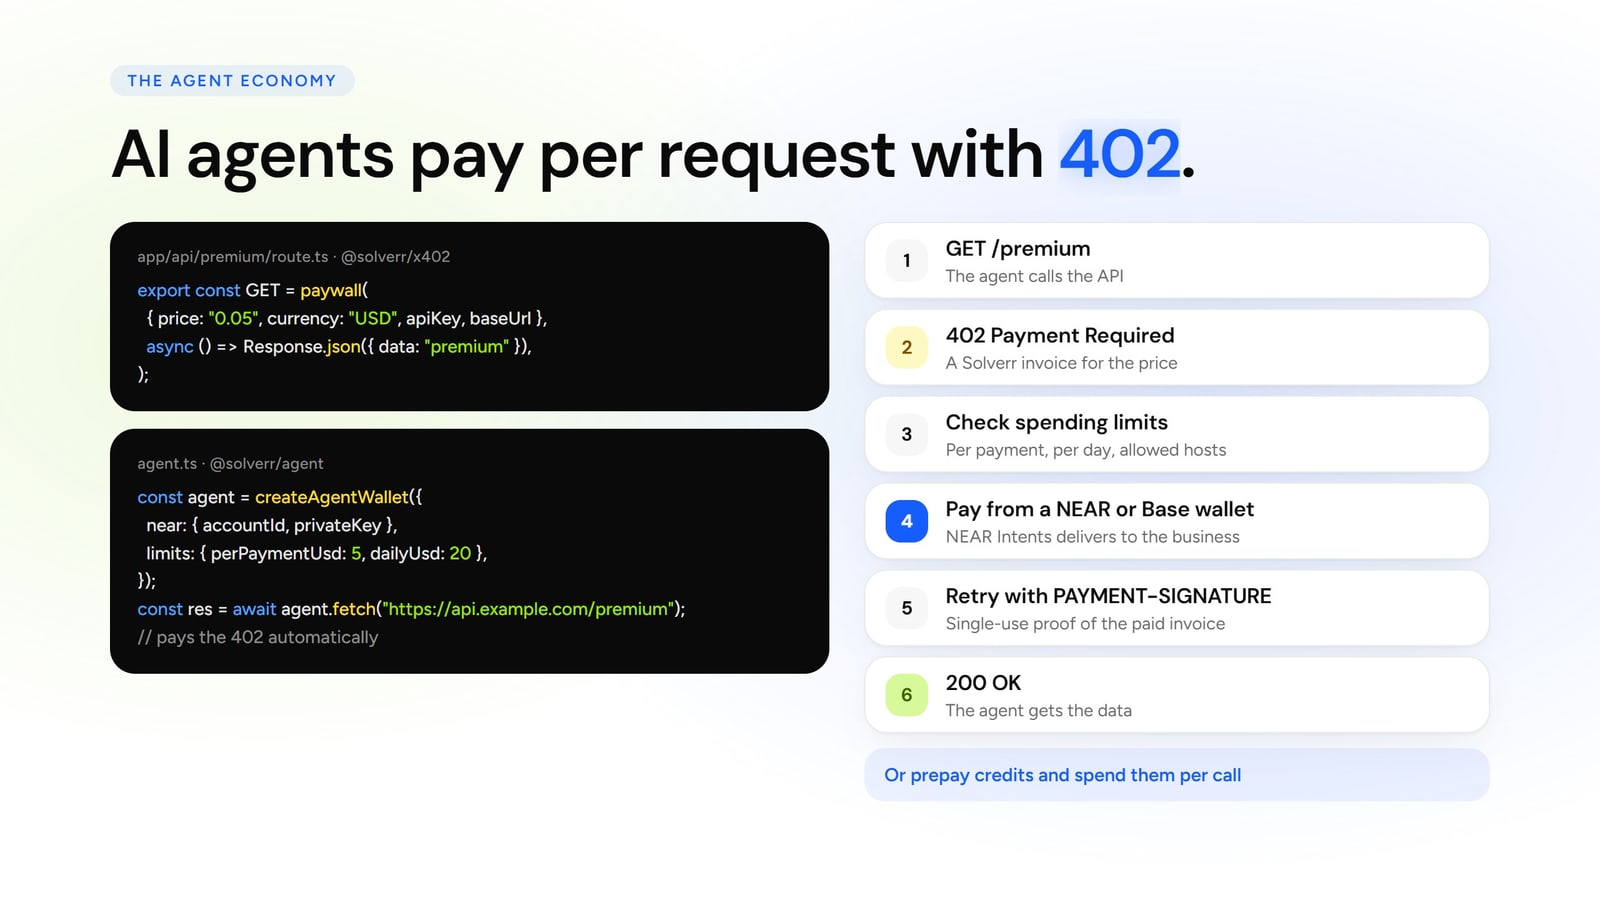 THE AGENT ECONOMY
AI agents pay per request with 402.
app/api/premium/route.ts · @solverr/x402
export const GET = paywall(
{ price: "0.05", currency: "USD", apiKey, baseUrl },
async () => Response.json({ data: "premium" }),
);
agent.ts · @solverr/agent
const agent = createAgentWallet({
near: { accountId, privateKey },
limits: { perPaymentUsd: 5, dailyUsd: 20 },
});
const res = await agent.fetch("https://api.example.com/premium");
// pays the 402 automatically
1
GET /premium
The agent calls the API
2
402 Payment Required
A Solverr invoice for the price
3
Check spending limits
Per payment, per day, allowed hosts
4
Pay from a NEAR or Base wallet
NEAR Intents delivers to the business
5
Retry with PAYMENT-SIGNATURE
Single-use proof of the paid invoice
6
200 OK
The agent gets the data
Or prepay credits and spend them per call